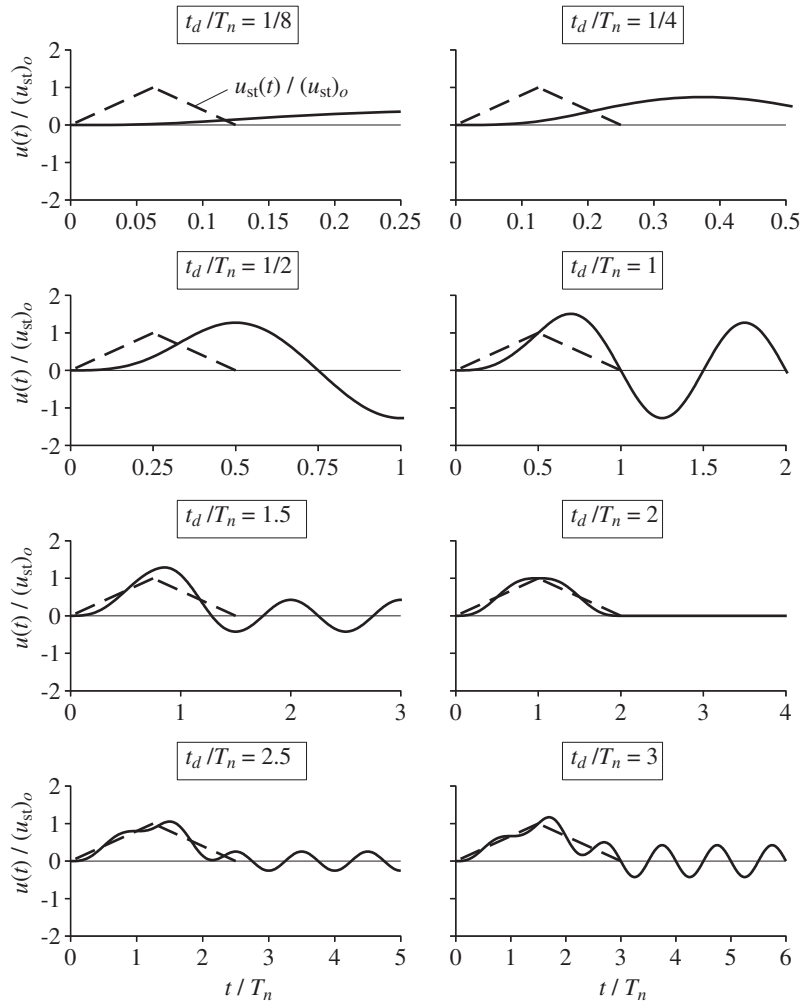 t_d /T_n = 1/8
t_d /T_n = 1/4
u(t) / (u_st)_o
2
1
0
-1
-2
u_st(t) / (u_st)_o
0 0.05 0.1 0.15 0.2 0.25
0 0.1 0.2 0.3 0.4 0.5
t_d /T_n = 1/2
t_d /T_n = 1
u(t) / (u_st)_o
2
1
0
-1
-2
0 0.25 0.5 0.75 1
0 0.5 1 1.5 2
t_d /T_n = 1.5
t_d /T_n = 2
u(t) / (u_st)_o
2
1
0
-1
-2
0 1 2 3
0 1 2 3 4
t_d /T_n = 2.5
t_d /T_n = 3
u(t) / (u_st)_o
2
1
0
-1
-2
0 1 2 3 4 5
0 1 2 3 4 5 6
t / T_n
t / T_n